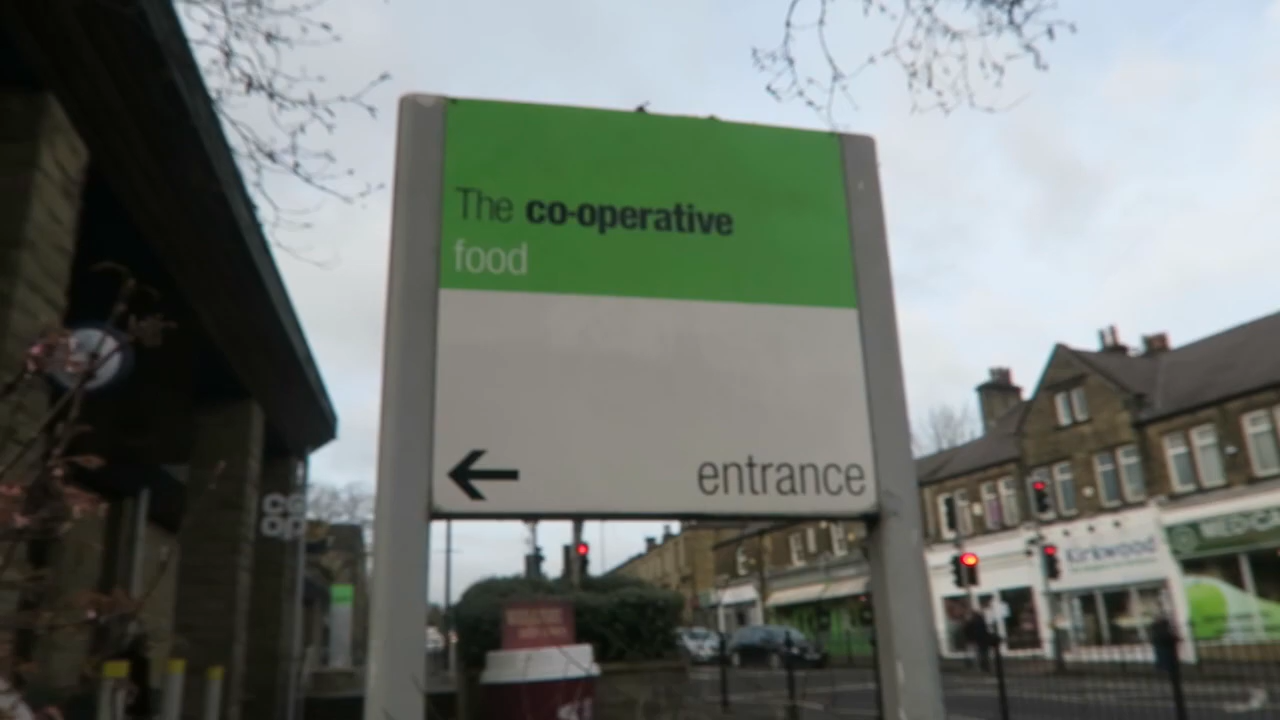 The co-operative
food
entrance
co
op
Kirkwood